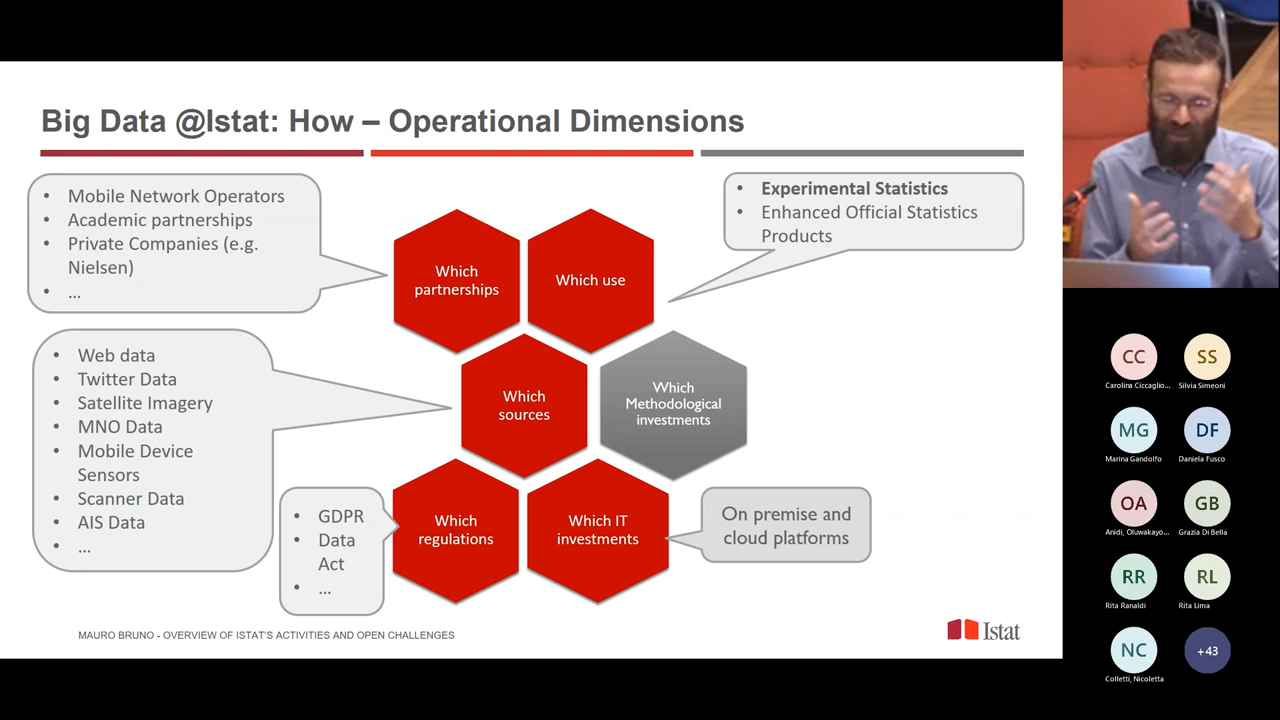 Big Data @Istat: How – Operational Dimensions
• Mobile Network Operators
• Academic partnerships
• Private Companies (e.g.
Nielsen)
• ...
Which
partnerships
Which use
• Experimental Statistics
• Enhanced Official Statistics
Products
• Web data
• Twitter Data
• Satellite Imagery
• MNO Data
• Mobile Device
Sensors
• Scanner Data
• AIS Data
• ...
Which
sources
Which
Methodological
investments
• GDPR
• Data
Act
• ...
Which
regulations
Which IT
investments
On premise and
cloud platforms
MAURO BRUNO - OVERVIEW OF ISTAT'S ACTIVITIES AND OPEN CHALLENGES
Istat
CC
Carolina Ciccaglio...
SS
Silvia Simeoni
MG
Marina Gandolfo
DF
Daniela Fusco
OA
Anidi, Oluwakayo...
GB
Grazia Di Bella
RR
Rita Ranaldi
RL
Rita Lima
NC
Colletti, Nicoletta
+43